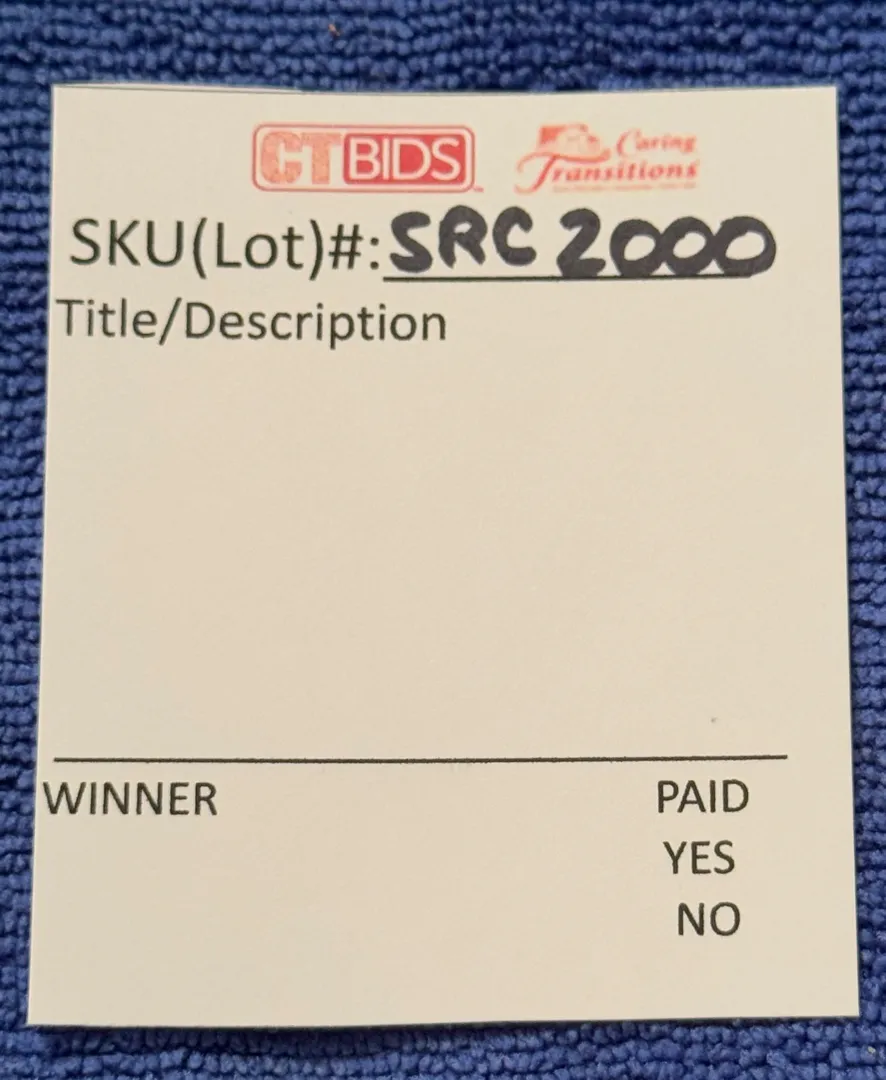 CTBIDS Caring Transitions
SKU(Lot)#: SRC 2000
Title/Description
WINNER PAID
YES
NO